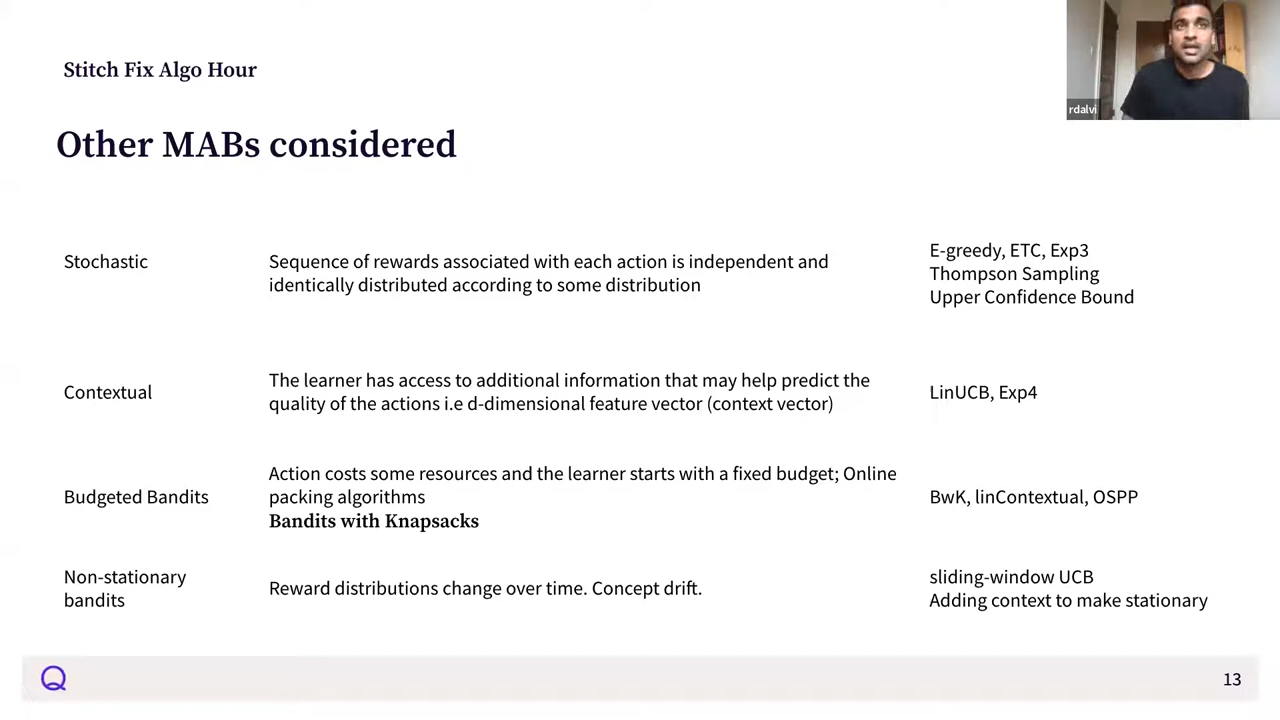 Stitch Fix Algo Hour
rdalvi
Other MABs considered
Stochastic
Sequence of rewards associated with each action is independent and
identically distributed according to some distribution
E-greedy, ETC, Exp3
Thompson Sampling
Upper Confidence Bound
Contextual
The learner has access to additional information that may help predict the
quality of the actions i.e d-dimensional feature vector (context vector)
LinUCB, Exp4
Budgeted Bandits
Action costs some resources and the learner starts with a fixed budget; Online
packing algorithms
Bandits with Knapsacks
BwK, linContextual, OSPP
Non-stationary
bandits
Reward distributions change over time. Concept drift.
sliding-window UCB
Adding context to make stationary
13